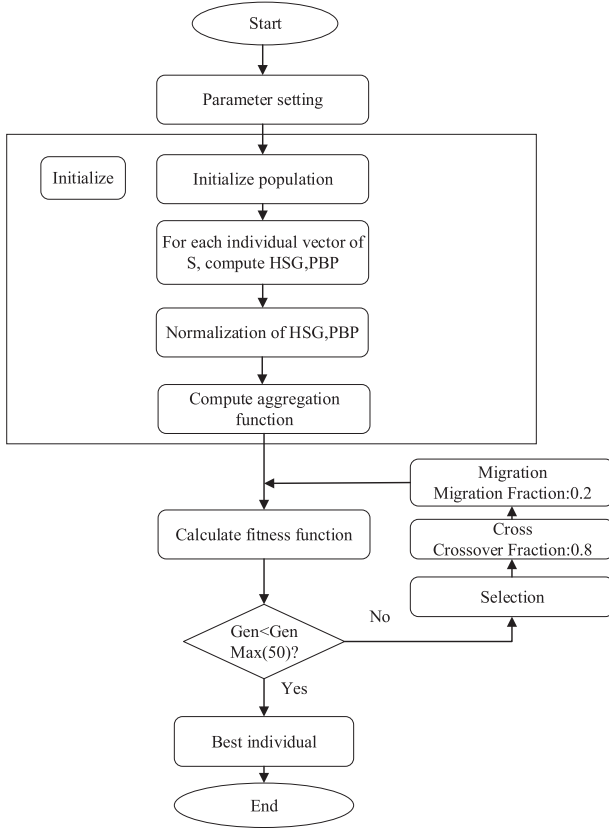 Start
Parameter setting
Initialize
Initialize population
For each individual vector of
S, compute HSG,PBP
Normalization of HSG,PBP
Compute aggregation
function
Migration
Migration Fraction:0.2
Cross
Crossover Fraction:0.8
Selection
Calculate fitness function
Gen<Gen
Max(50)?
No
Yes
Best individual
End